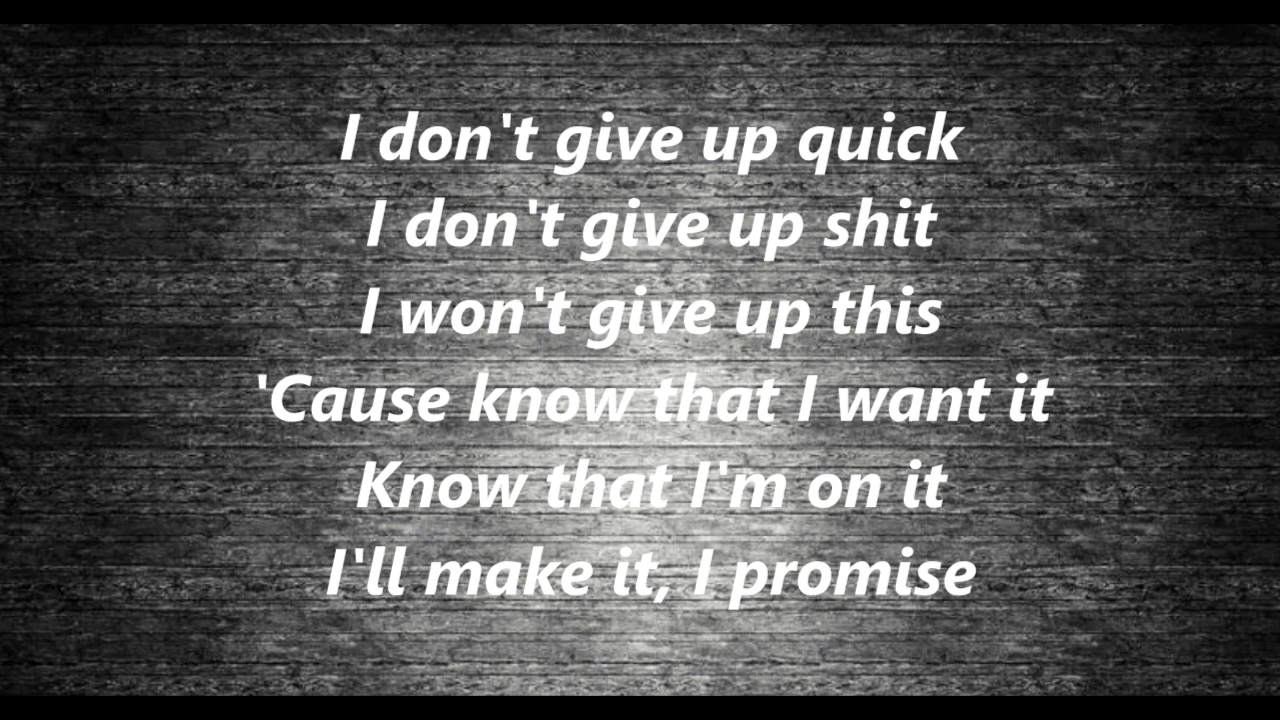 I don't give up quick
I don't give up shit
I won't give up this
'Cause know that I want it
Know that I'm on it
I'll make it, I promise